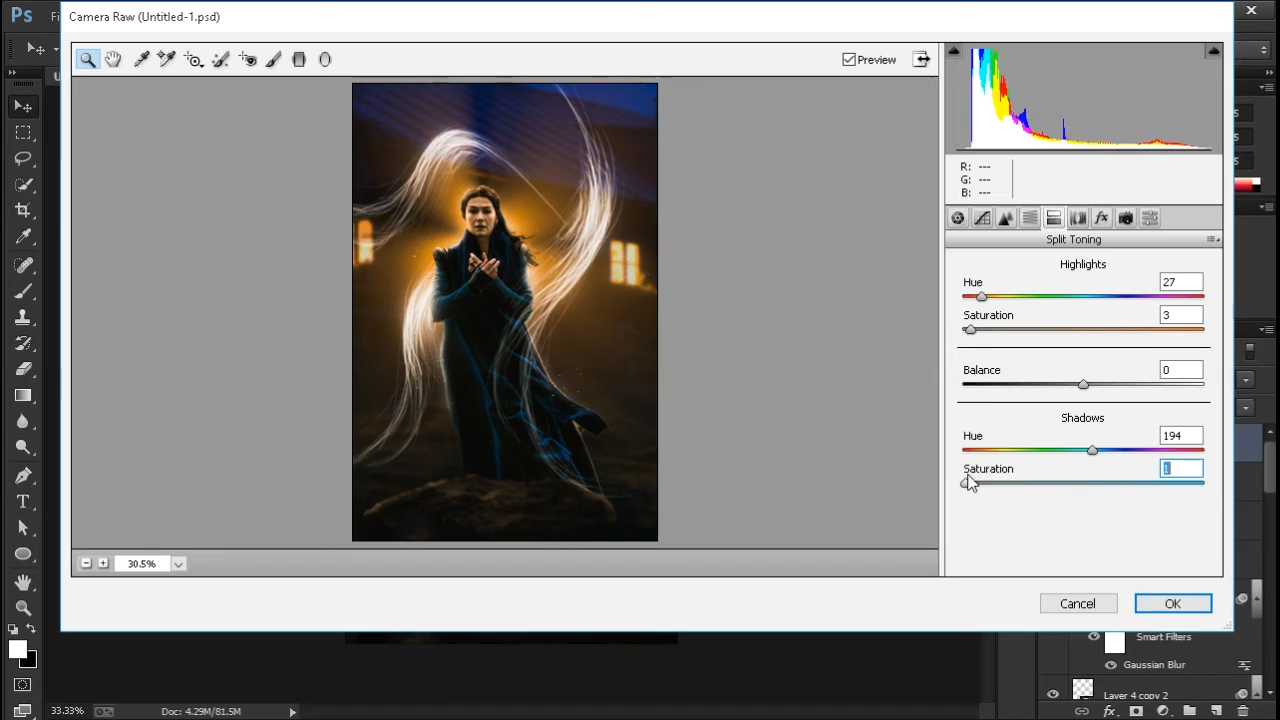 Ps Fi
Camera Raw (Untitled-1.psd)
Preview
R: ---
G: ---
B: ---
Split Toning
Highlights
Hue 27
Saturation 3
Balance 0
Shadows
Hue 194
Saturation 1
30.5%
Cancel OK
Smart Filters
Gaussian Blur
Layer 4 copy 2
33.33% Doc: 4.29M/81.5M